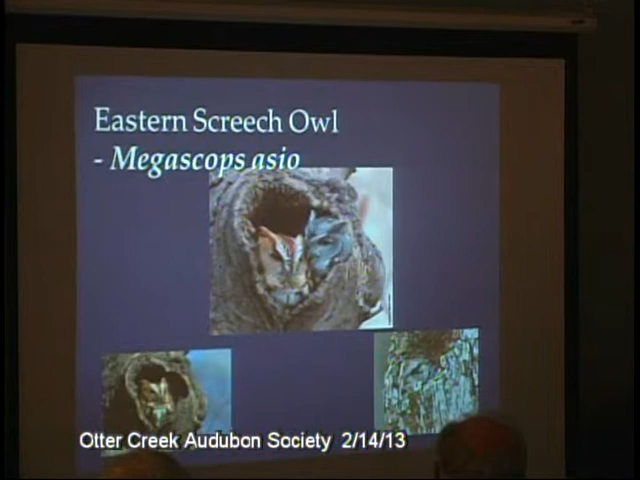 Eastern Screech Owl
- Megascops asio
Otter Creek Audubon Society 2/14/13